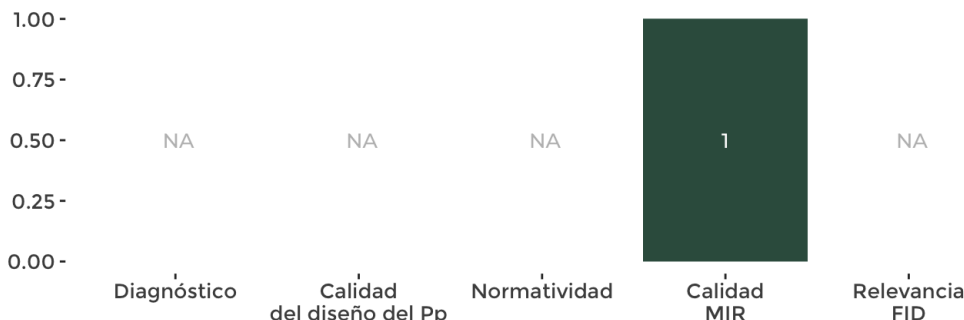 1.00
0.75
0.50
0.25
0.00
NA
NA
NA
1
NA
Diagnóstico
Calidad
del diseño del Pp
Normatividad
Calidad
MIR
Relevancia
FID